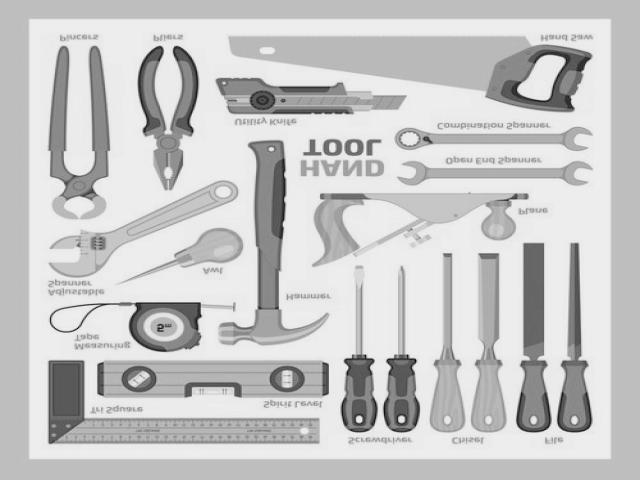 Pincers
Pliers
Hand Saw
Utility Knife
Combination Spanner
Open End Spanner
HAND
TOOL
Plane
Awl
Adjustable
Spanner
Hammer
Measuring
Tape
5m
Tri Square
Spirit Level
Screwdriver
Chisel
File